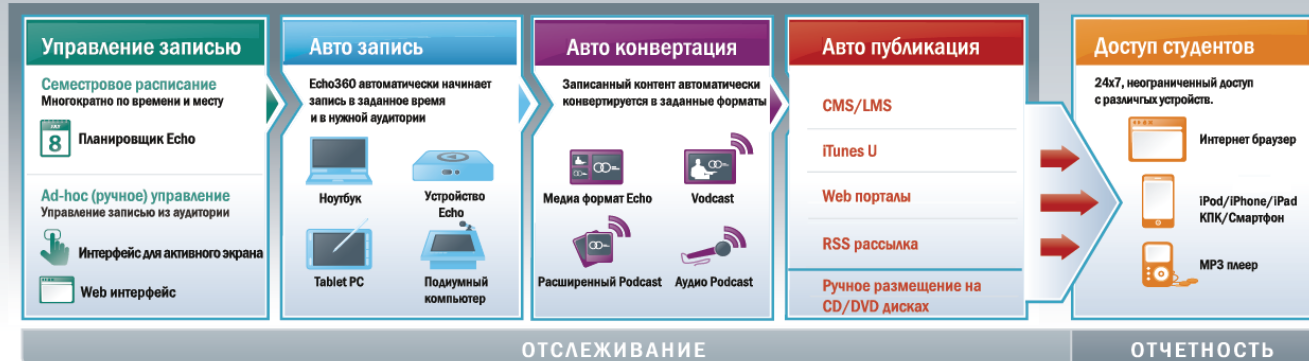 Управление записью
Семестровое расписание
Многократно по времени и месту
8
Планировщик Echo
Ad-hoc (ручное) управление
Управление записью из аудитории
Интерфейс для активного экрана
Web интерфейс
Авто запись
Echo360 автоматически начинает
запись в заданное время
и в нужной аудитории
Ноутбук
Устройство
Echo
Tablet PC
Подиумный
компьютер
Авто конвертация
Записанный контент автоматически
конвертируется в заданные форматы
Медиа формат Echo
Vodcast
Расширенный Podcast
Аудио Podcast
Авто публикация
CMS/LMS
iTunes U
Web порталы
RSS рассылка
Ручное размещение на
CD/DVD дисках
Доступ студентов
24x7, неограниченный доступ
с различгых устройств.
Интернет браузер
iPod/iPhone/iPad
КПК/Смартфон
MP3 плеер
ОТСЛЕЖИВАНИЕ
ОТЧЕТНОСТЬ